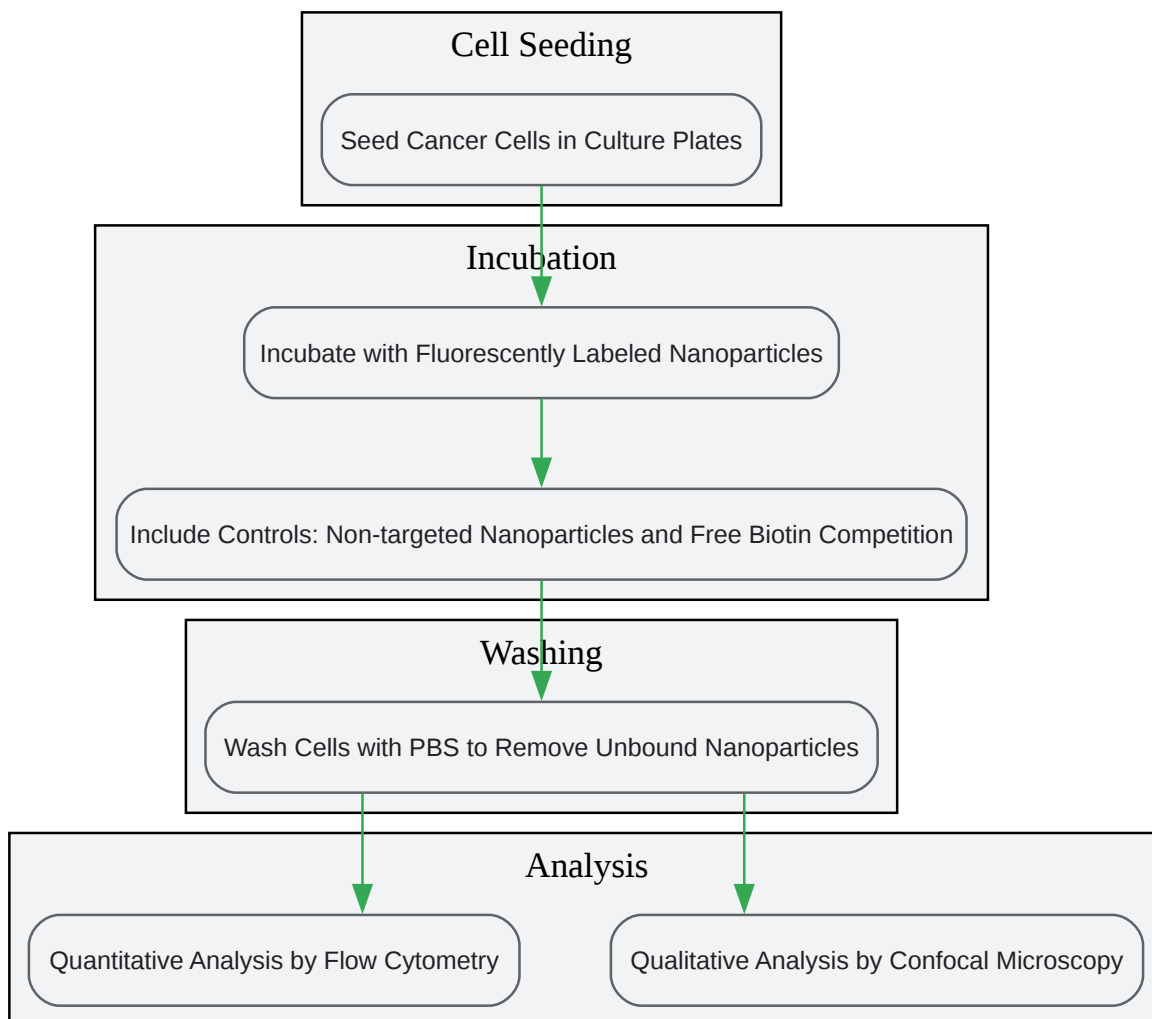 Cell Seeding
Seed Cancer Cells in Culture Plates
Incubation
Incubate with Fluorescently Labeled Nanoparticles
Include Controls: Non-targeted Nanoparticles and Free Biotin Competition
Washing
Wash Cells with PBS to Remove Unbound Nanoparticles
Analysis
Quantitative Analysis by Flow Cytometry
Qualitative Analysis by Confocal Microscopy